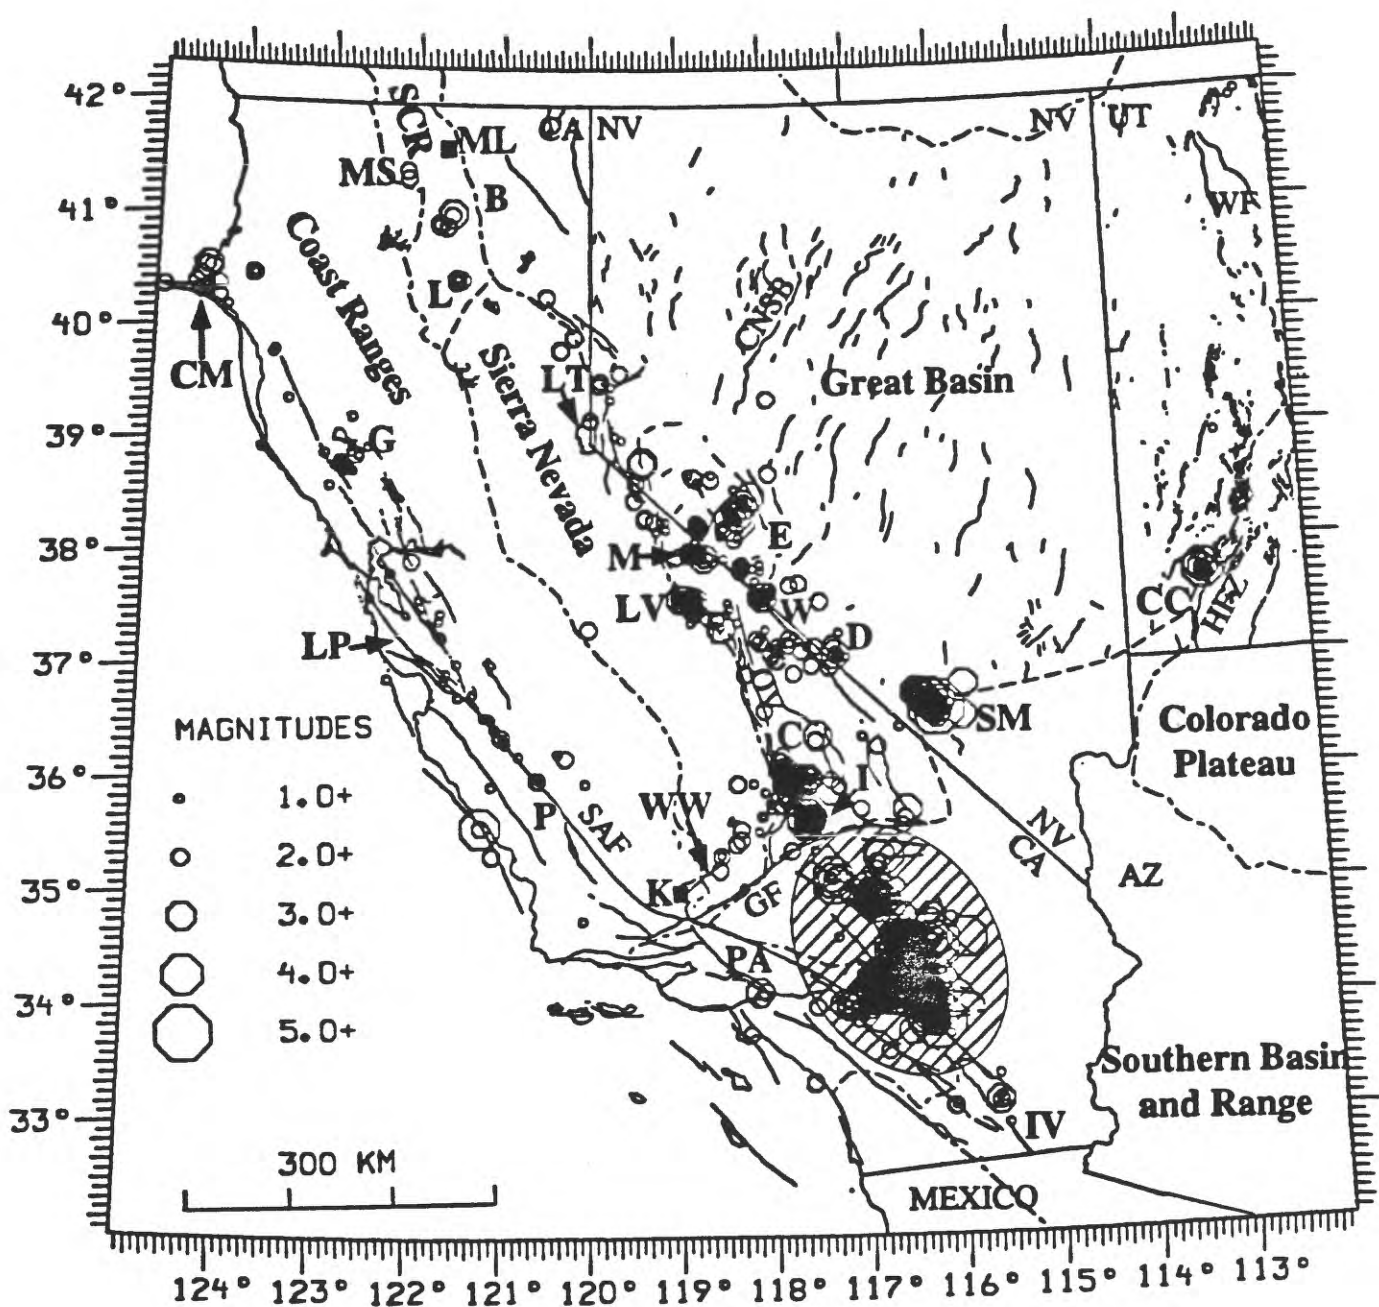 42°
41°
40°
39°
38°
37°
36°
35°
34°
33°
SCR
ML
MS
B
CA NV
NV UT
WF
Coast Ranges
L
CM
CNSB
Sierra Nevada
LT
Great Basin
G
E
M
LV
W
D
CC
HFZ
LP
OV
SM
Colorado
Plateau
C
I
WW
P
SAF
NV
CA
AZ
K
GF
PA
MAGNITUDES
1.0+
2.0+
3.0+
4.0+
5.0+
Southern Basin
and Range
IV
300 KM
MEXICO
124° 123° 122° 121° 120° 119° 118° 117° 116° 115° 114° 113°